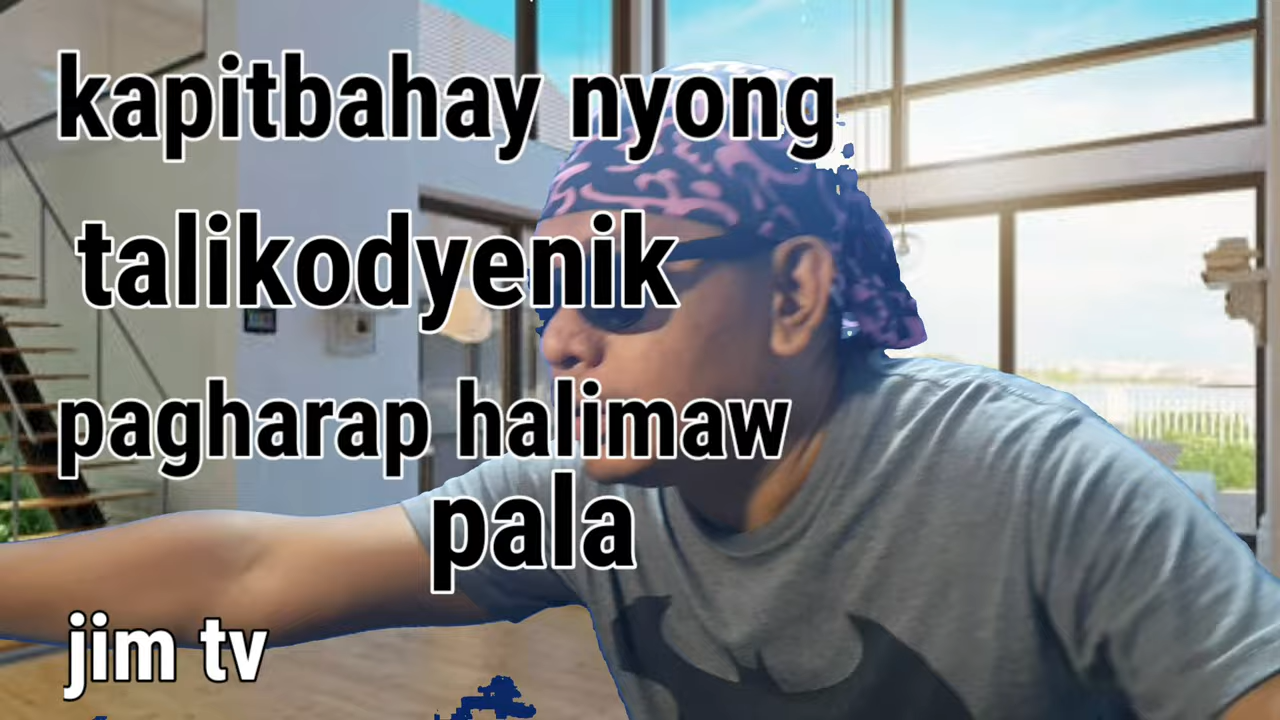 kapitbahay nyong
talikodyenik
pagharap halimaw
pala
jim tv